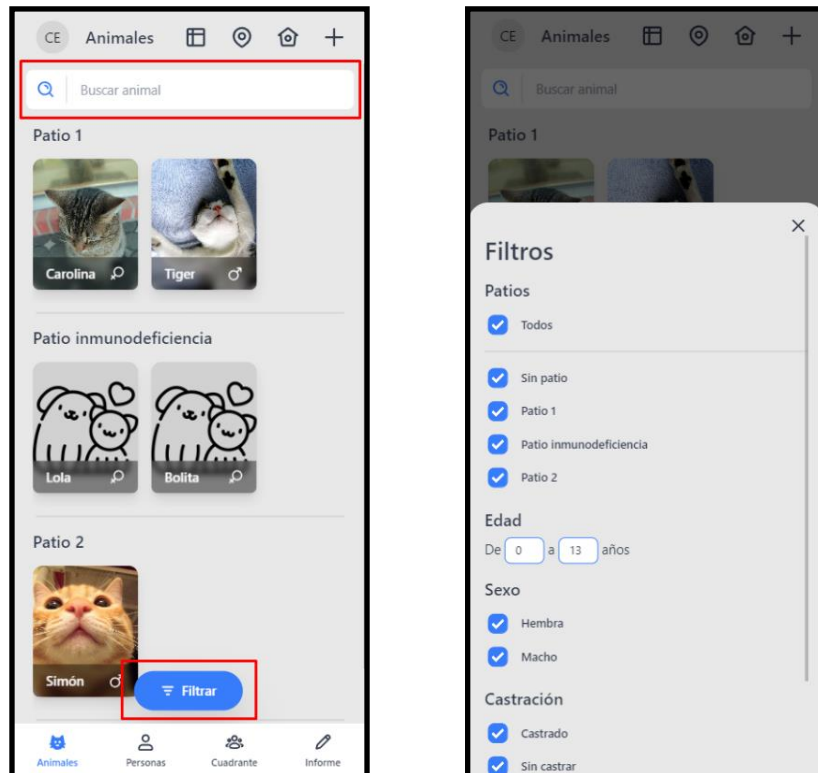 CE Animales
Buscar animal
Patio 1
Carolina Tiger
Patio inmunodeficiencia
Lola Bolita
Patio 2
Simón
Filtrar
Animales Personas Cuadrante Informe
CE Animales
Buscar animal
Patio 1
Filtros
Patios
Todos
Sin patio
Patio 1
Patio inmunodeficiencia
Patio 2
Edad
De 0 a 13 años
Sexo
Hembra
Macho
Castración
Castrado
Sin castrar